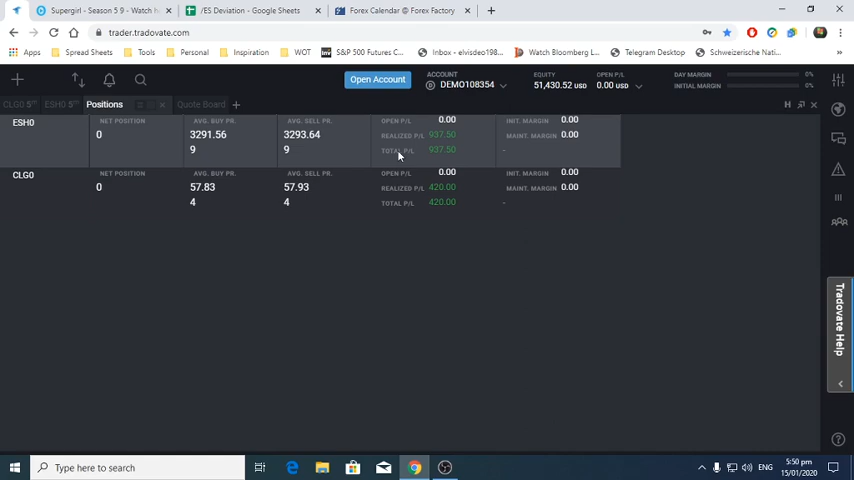 Supergirl - Season 5 9 - Watch h
/ES Deviation - Google Sheets
Forex Calendar @ Forex Factory
trader.tradovate.com
Apps Spread Sheets Tools Personal Inspiration WOT S&P 500 Futures C... Inbox - elvisdeo198... Watch Bloomberg L... Telegram Desktop Schweizerische Nati...
Open Account
ACCOUNT
DEMO108354
EQUITY
51,430.52 USD
OPEN P/L
0.00 USD
DAY MARGIN 0%
INITIAL MARGIN 0%
CLG0 5m ESH0 5m Positions Quote Board H
ESH0
NET POSITION
0
AVG. BUY PR.
3291.56
9
AVG. SELL PR.
3293.64
9
OPEN P/L 0.00
REALIZED P/L 937.50
TOTAL P/L 937.50
INIT. MARGIN 0.00
MAINT. MARGIN 0.00
-
CLG0
NET POSITION
0
AVG. BUY PR.
57.83
4
AVG. SELL PR.
57.93
4
OPEN P/L 0.00
REALIZED P/L 420.00
TOTAL P/L 420.00
INIT. MARGIN 0.00
MAINT. MARGIN 0.00
-
Tradovate Help
Type here to search
ENG
5:50 pm
15/01/2020